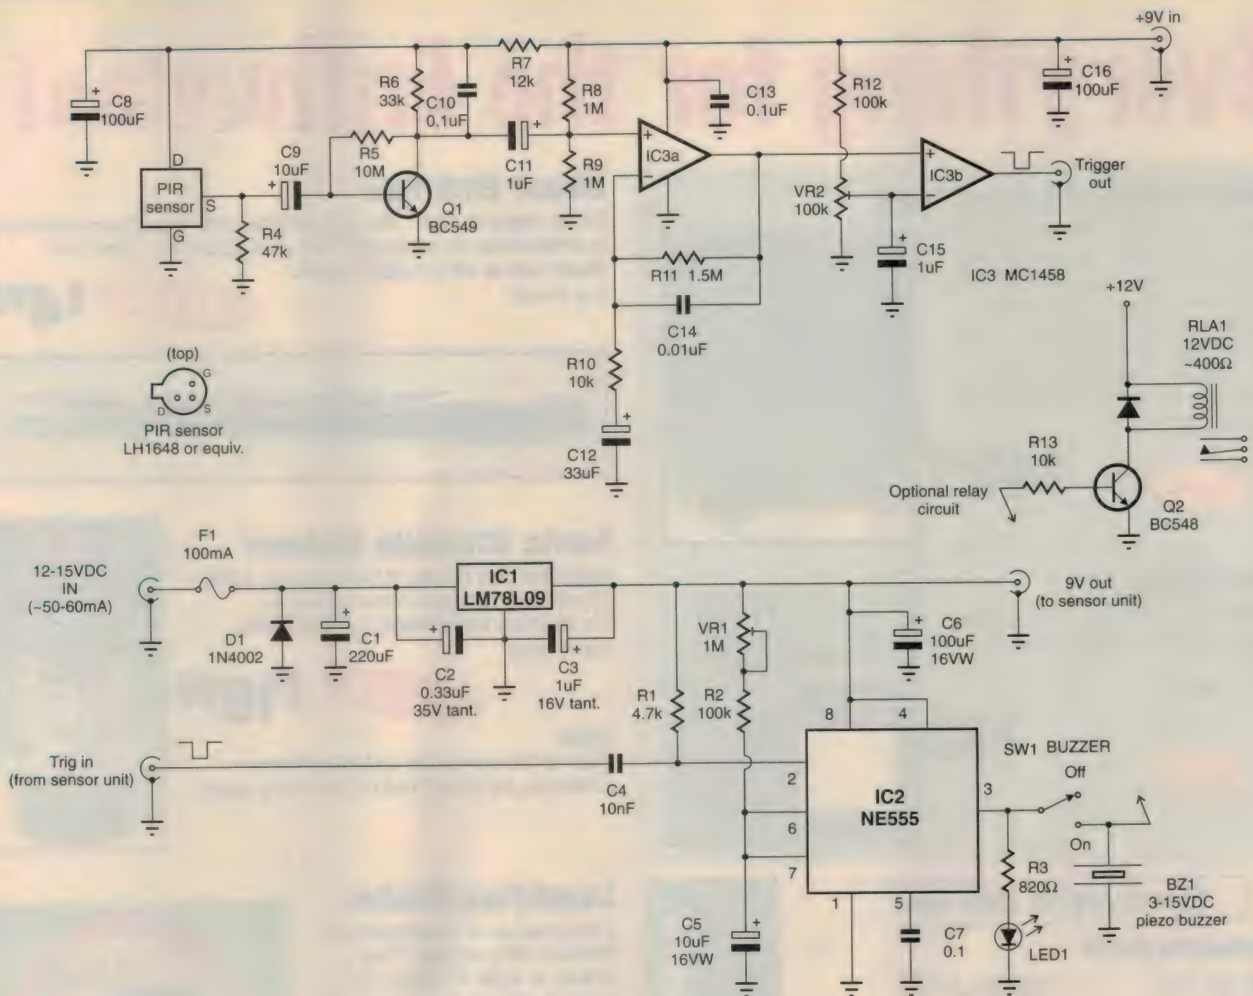 +9V in
C8
100uF
R6
33k
C10
0.1uF
R7
12k
R8
1M
C13
0.1uF
R12
100k
C16
100uF
PIR
sensor
D
S
G
C9
10uF
R5
10M
C11
1uF
R9
1M
+
−
IC3a
+
−
IC3b
Trigger
out
R4
47k
Q1
BC549
VR2
100k
R11 1.5M
C14
0.01uF
C15
1uF
IC3 MC1458
(top)
G
D
S
PIR sensor
LH1648 or equiv.
R10
10k
C12
33uF
+12V
RLA1
12VDC
~400Ω
R13
10k
Optional relay
circuit
Q2
BC548
12-15VDC
IN
(~50-60mA)
F1
100mA
D1
1N4002
C1
220uF
IC1
LM78L09
C2
0.33uF
35V tant.
C3
1uF
16V tant.
R1
4.7k
VR1
1M
R2
100k
C6
100uF
16VW
9V out
(to sensor unit)
Trig in
(from sensor unit)
C4
10nF
8
4
2
6
7
3
1
5
IC2
NE555
SW1 BUZZER
Off
On
R3
820Ω
BZ1
3-15VDC
piezo buzzer
C5
10uF
16VW
C7
0.1
LED1